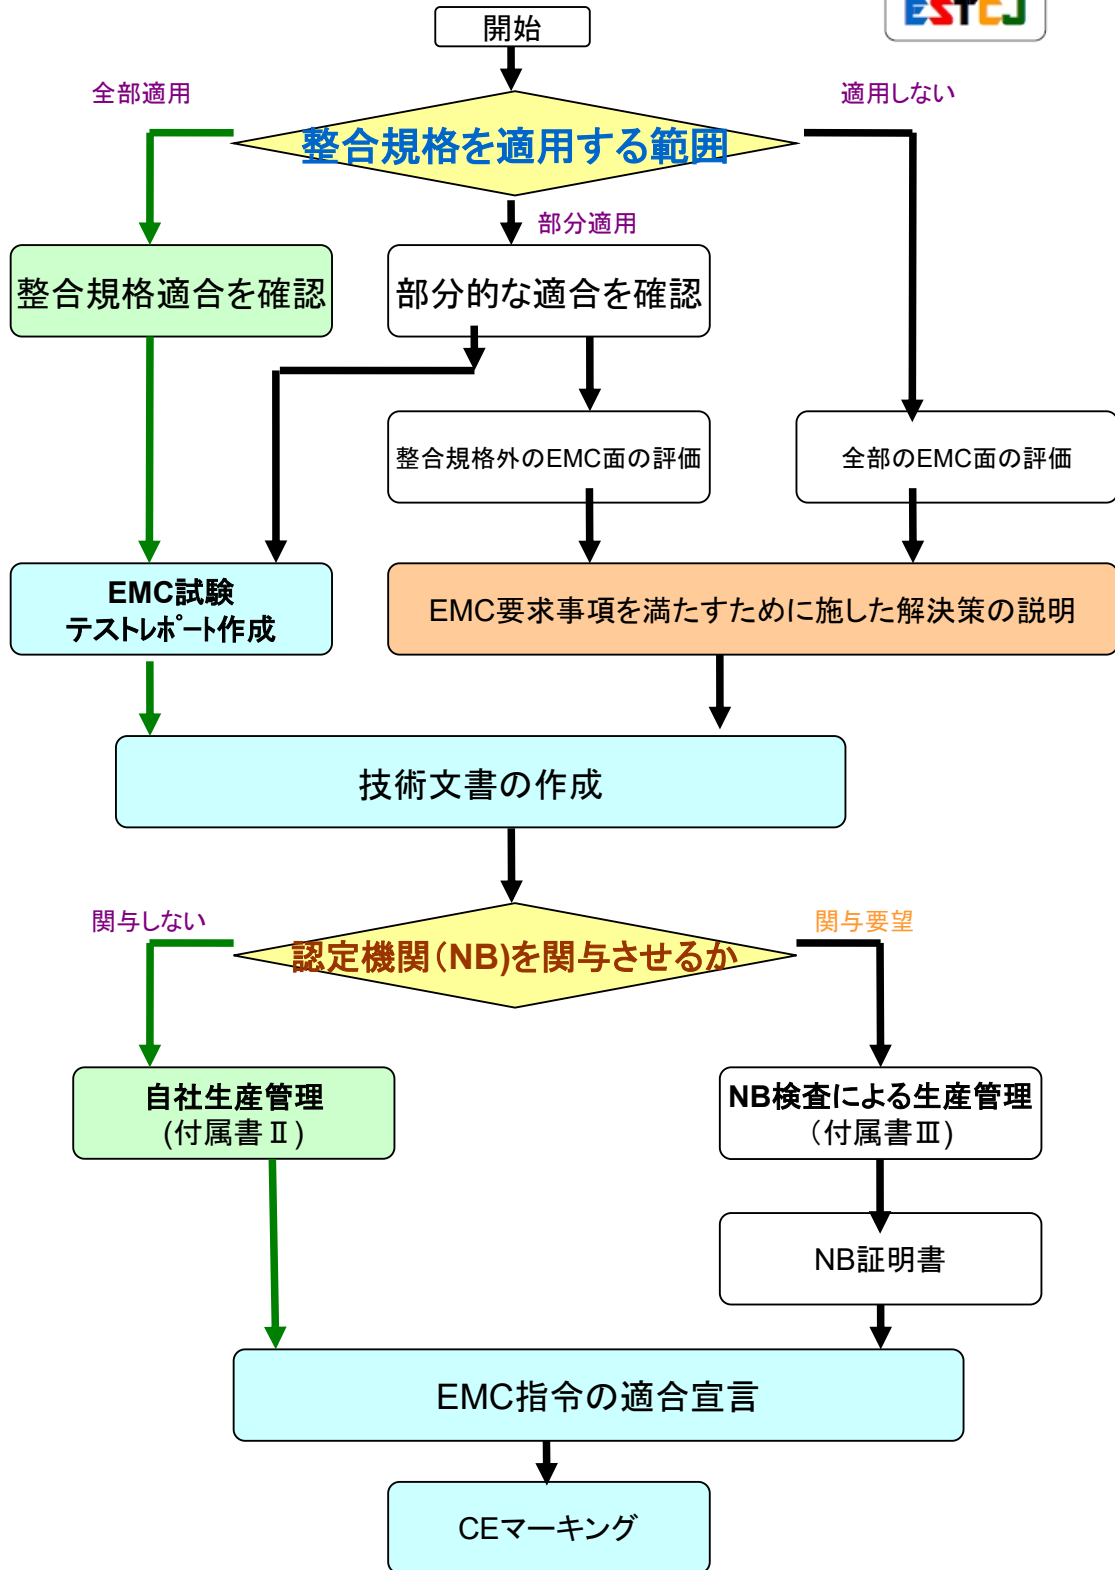 ESTCJ
開始
全部適用
適用しない
整合規格を適用する範囲
部分適用
整合規格適合を確認
部分的な適合を確認
整合規格外のEMC面の評価
全部のEMC面の評価
EMC試験
テストレポート作成
EMC要求事項を満たすために施した解決策の説明
技術文書の作成
関与しない
関与要望
認定機関(NB)を関与させるか
自社生産管理
(付属書Ⅱ)
NB検査による生産管理
(付属書Ⅲ)
NB証明書
EMC指令の適合宣言
CEマーキング